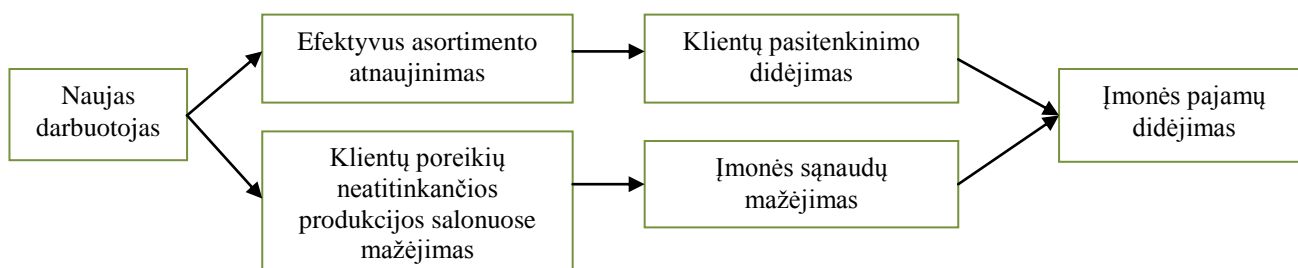 Naujas
darbuotojas
Efektyvus asortimento
atnaujinimas
Klientų pasitenkinimo
didėjimas
Klientų poreikių
neatitinkančios
produkcijos salonuose
mažėjimas
Įmonės sąnaudų
mažėjimas
Įmonės pajamų
didėjimas